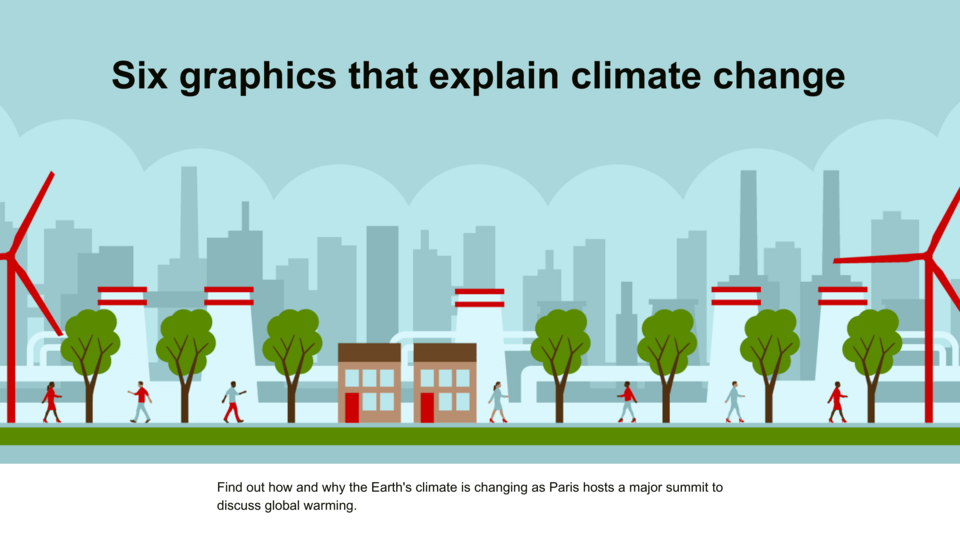 Six graphics that explain climate change
Find out how and why the Earth's climate is changing as Paris hosts a major summit to
discuss global warming.